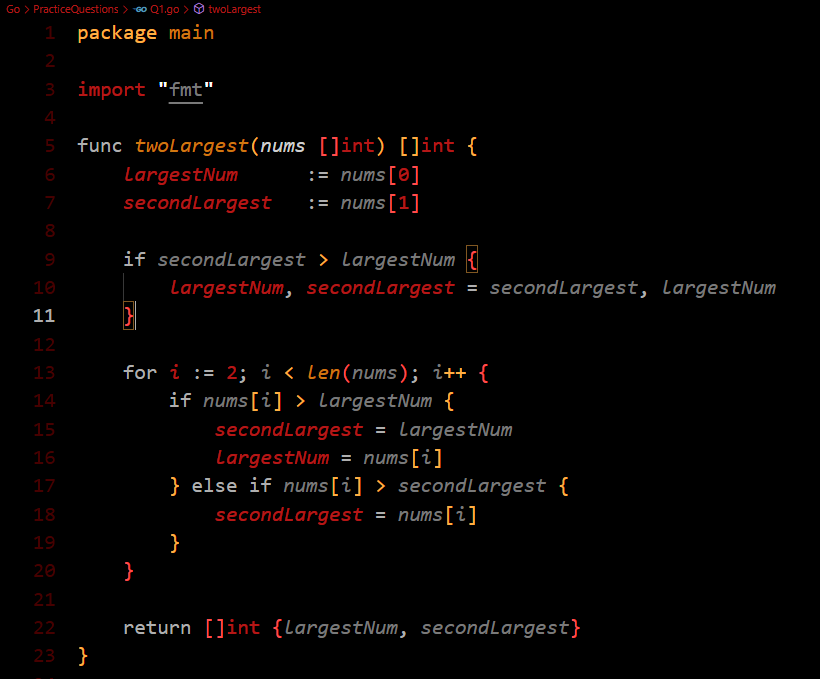 Go > PracticeQuestions > GO Q1.go > twoLargest
1 package main
2
3 import "fmt"
4
5 func twoLargest(nums []int) []int {
6 largestNum := nums[0]
7 secondLargest := nums[1]
8
9 if secondLargest > largestNum {
10 largestNum, secondLargest = secondLargest, largestNum
11 }
12
13 for i := 2; i < len(nums); i++ {
14 if nums[i] > largestNum {
15 secondLargest = largestNum
16 largestNum = nums[i]
17 } else if nums[i] > secondLargest {
18 secondLargest = nums[i]
19 }
20 }
21
22 return []int {largestNum, secondLargest}
23 }